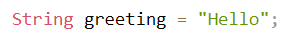 String greeting = "Hello";